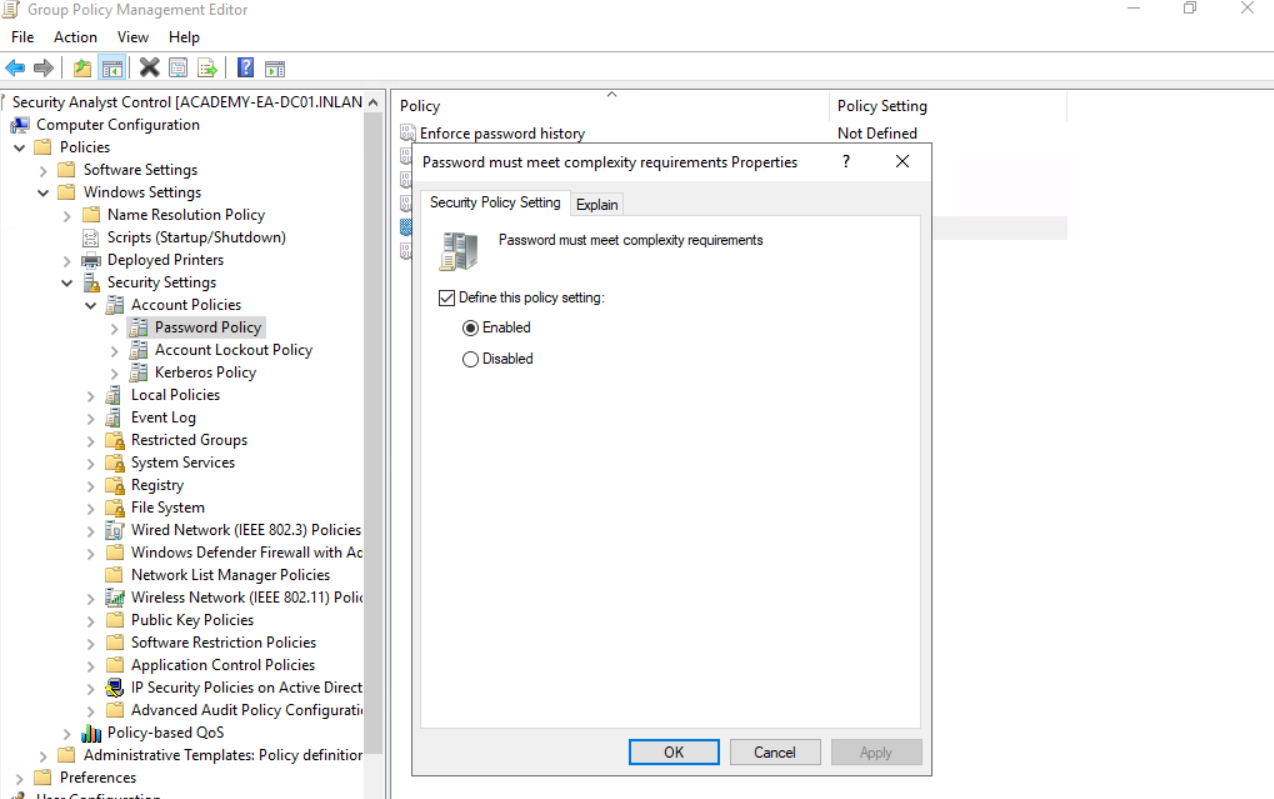 Group Policy Management Editor
File Action View Help
Security Analyst Control [ACADEMY-EA-DC01.INLAN
Computer Configuration
Policies
Software Settings
Windows Settings
Name Resolution Policy
Scripts (Startup/Shutdown)
Deployed Printers
Security Settings
Account Policies
Password Policy
Account Lockout Policy
Kerberos Policy
Local Policies
Event Log
Restricted Groups
System Services
Registry
File System
Wired Network (IEEE 802.3) Policies
Windows Defender Firewall with Ac
Network List Manager Policies
Wireless Network (IEEE 802.11) Polic
Public Key Policies
Software Restriction Policies
Application Control Policies
IP Security Policies on Active Direct
Advanced Audit Policy Configurati
Policy-based QoS
Administrative Templates: Policy definition
Preferences
User Configuration
Policy Policy Setting
Enforce password history Not Defined
Password must meet complexity requirements Properties ?
Security Policy Setting Explain
Password must meet complexity requirements
Define this policy setting:
Enabled
Disabled
OK Cancel Apply